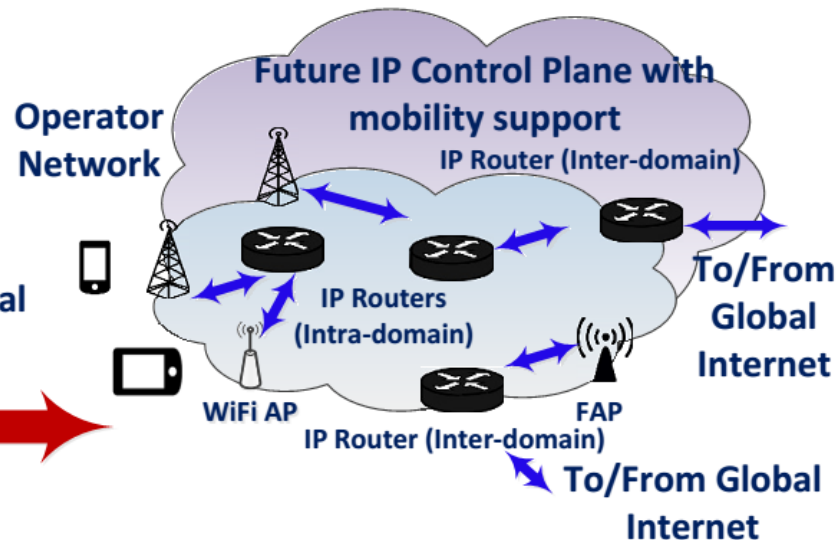 Future IP Control Plane with
mobility support
Operator
Network
IP Router (Inter-domain)
al
IP Routers
(Intra-domain)
To/From
Global
Internet
WiFi AP
FAP
IP Router (Inter-domain)
To/From Global
Internet